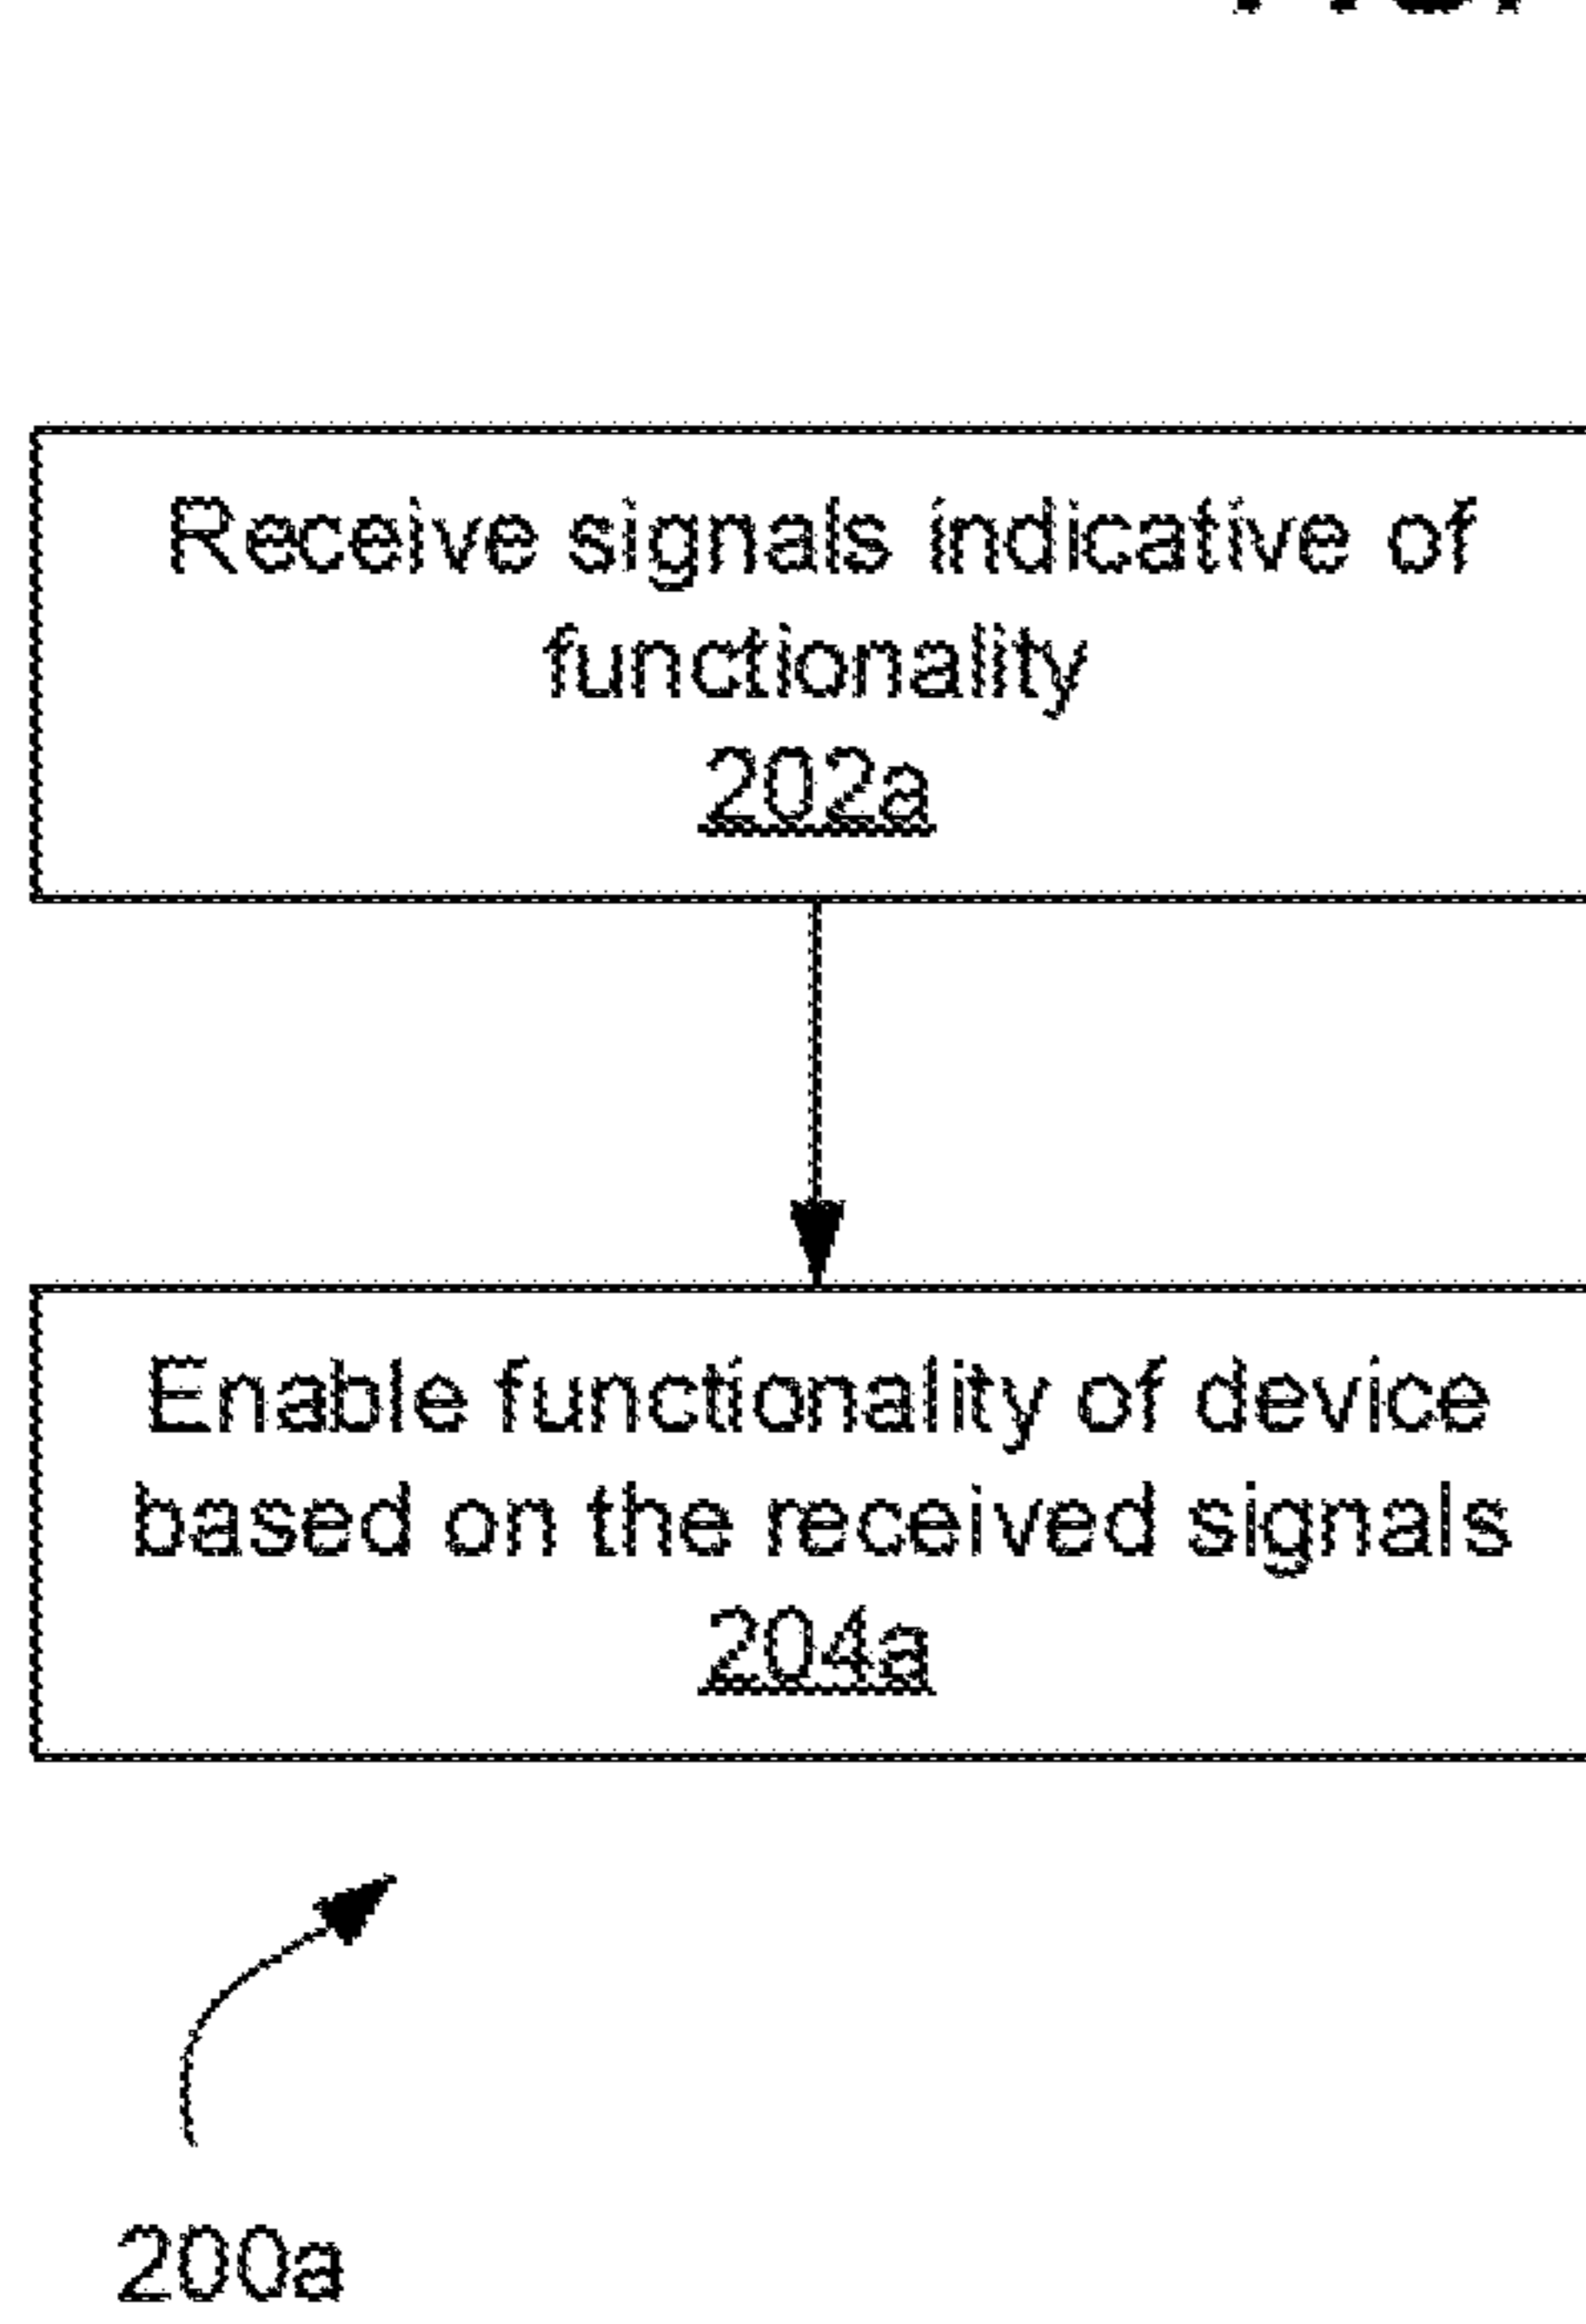 Receive signals indicative of
functionality
202a
Enable functionality of device
based on the received signals
204a
200a